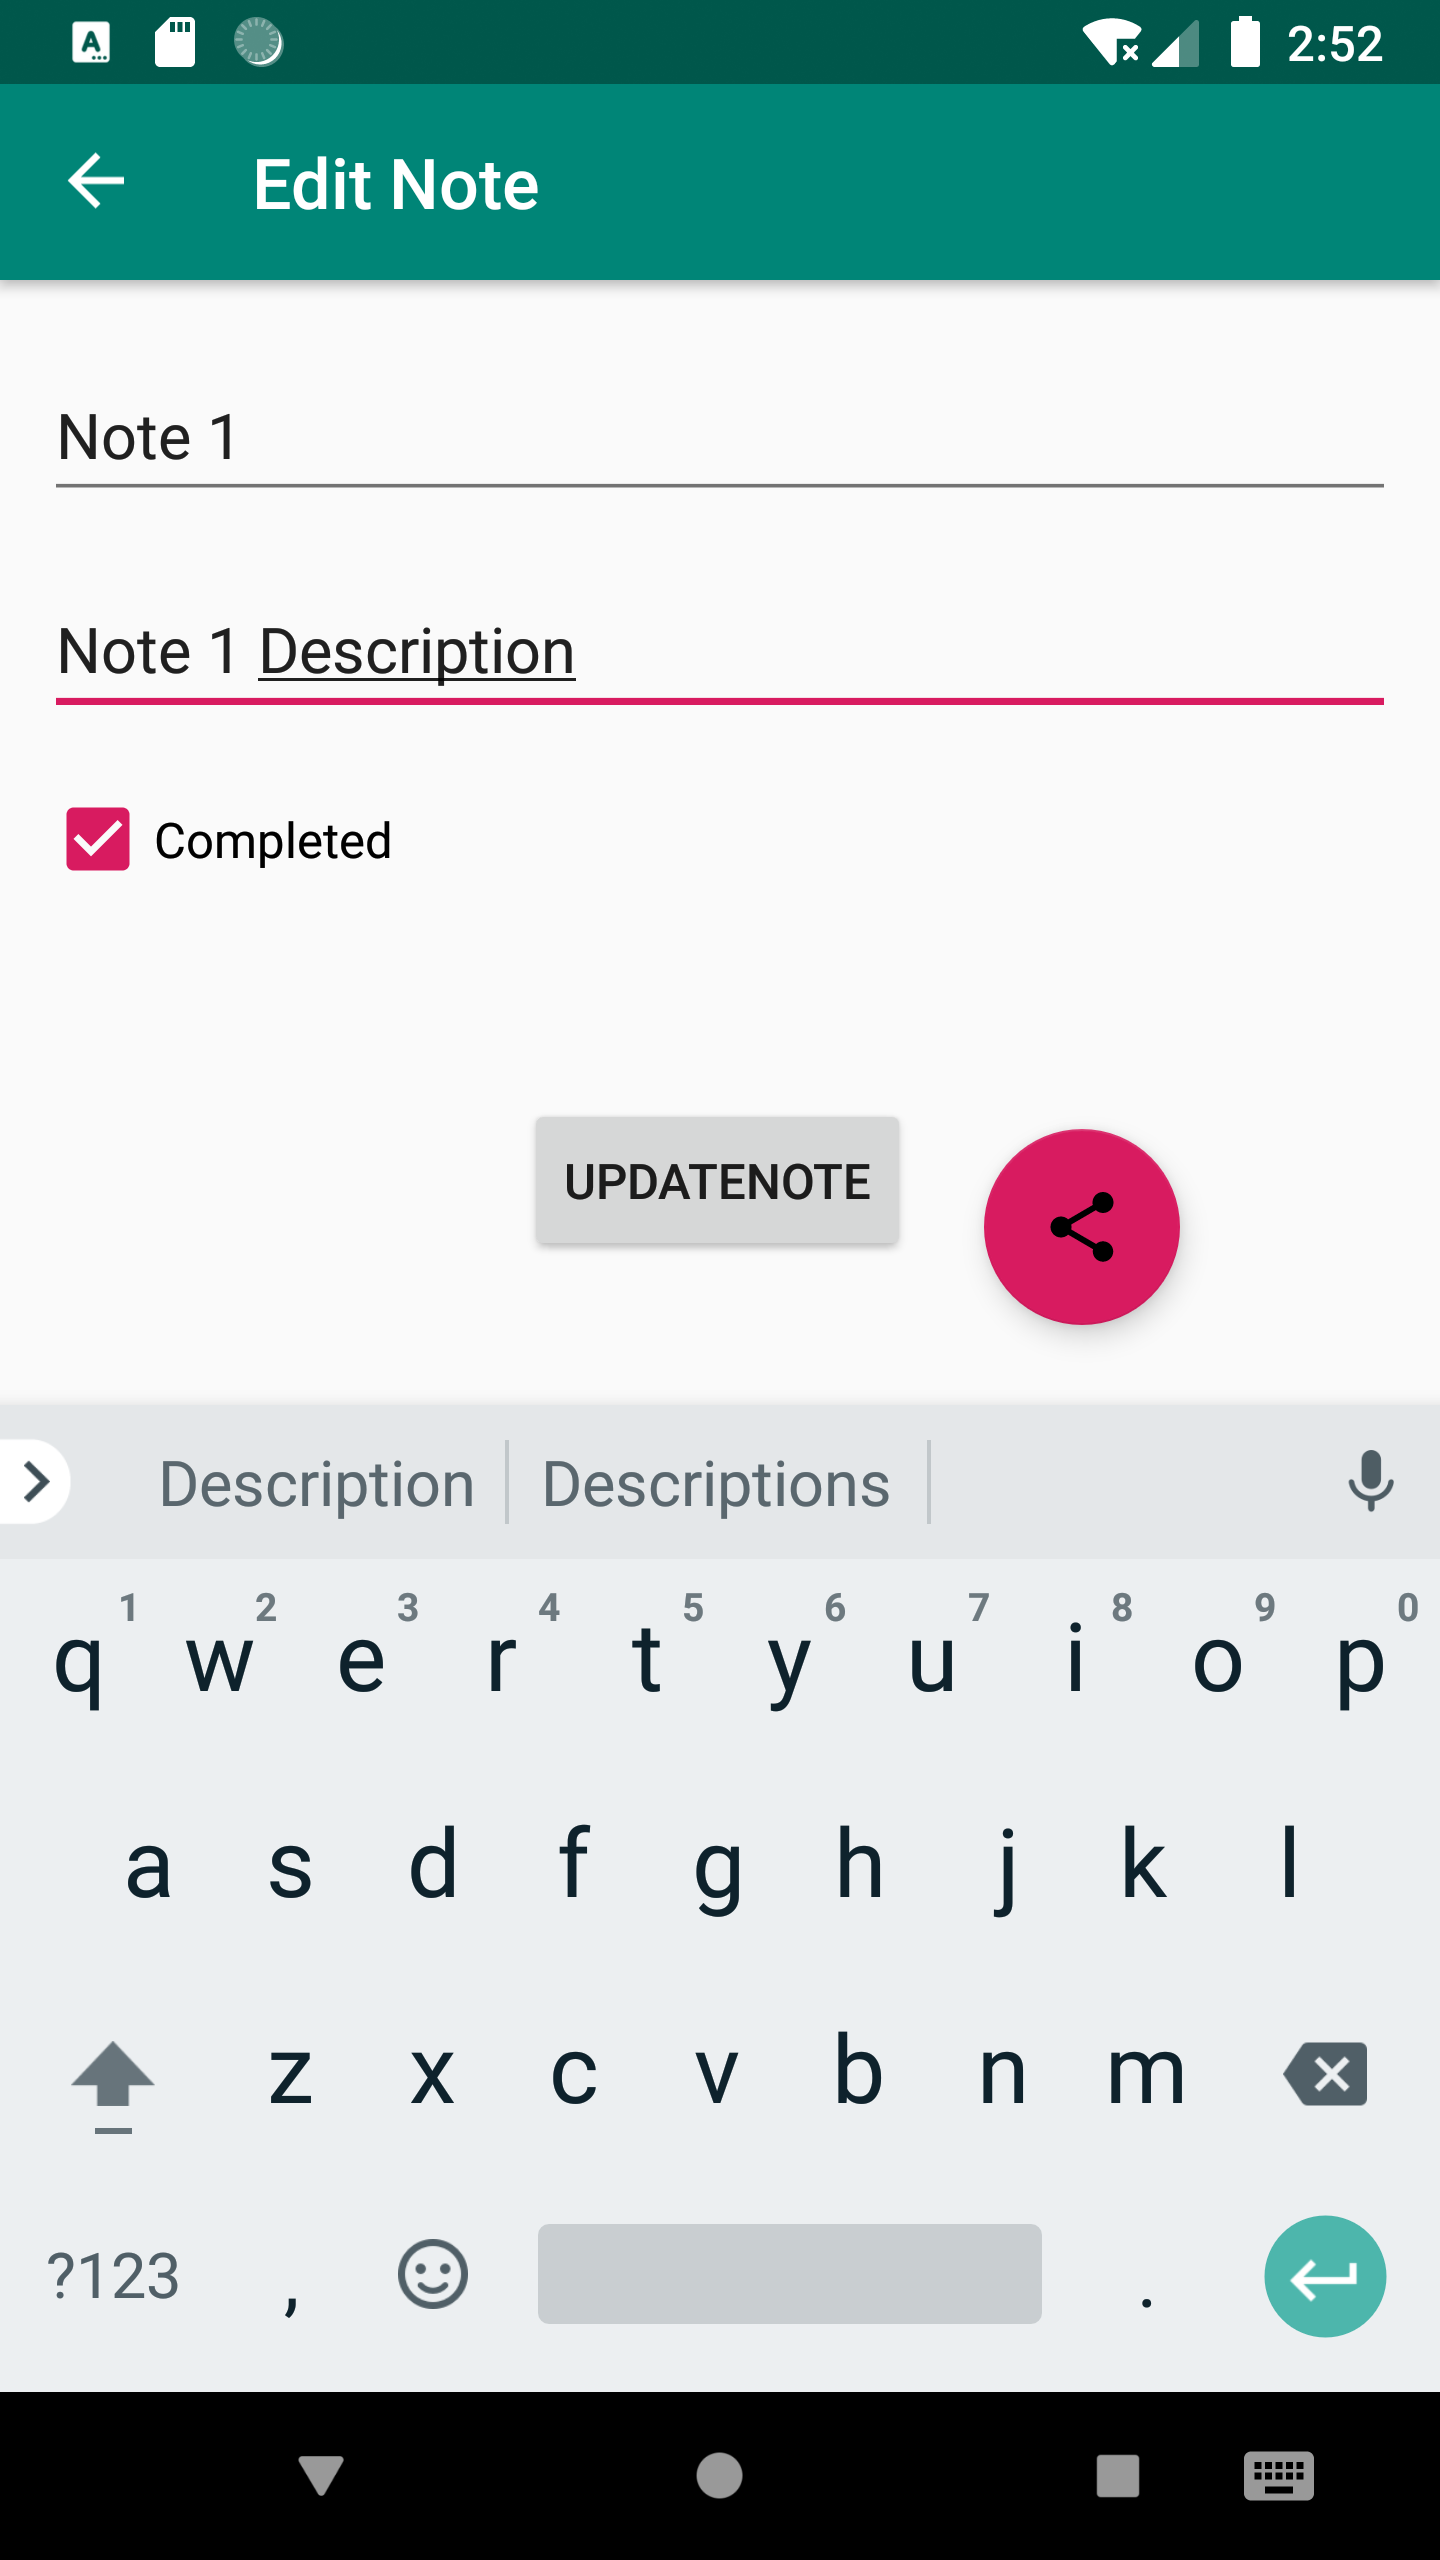 2:52
Edit Note
Note 1
Note 1 Description
Completed
UPDATENOTE
Description Descriptions
1 2 3 4 5 6 7 8 9 0
q w e r t y u i o p
a s d f g h j k l
z x c v b n m
?123 , .